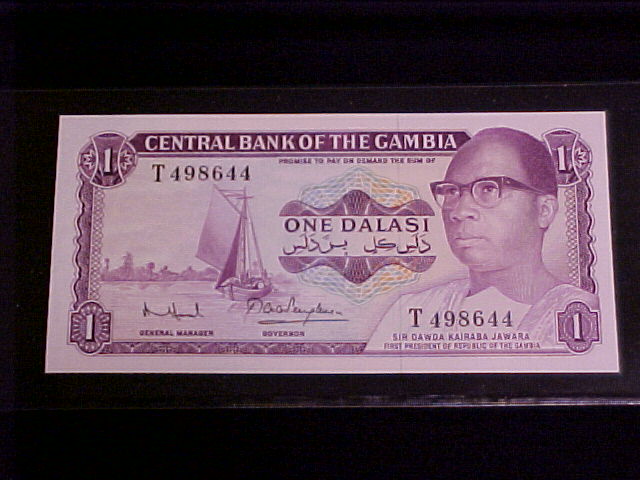 CENTRAL BANK OF THE GAMBIA
1
1
T 498644
PROMISE TO PAY ON DEMAND THE SUM OF
ONE DALASI
T 498644
GENERAL MANAGER
GOVERNOR
SIR DAWDA KAIRABA JAWARA
FIRST PRESIDENT OF REPUBLIC OF THE GAMBIA
1
1